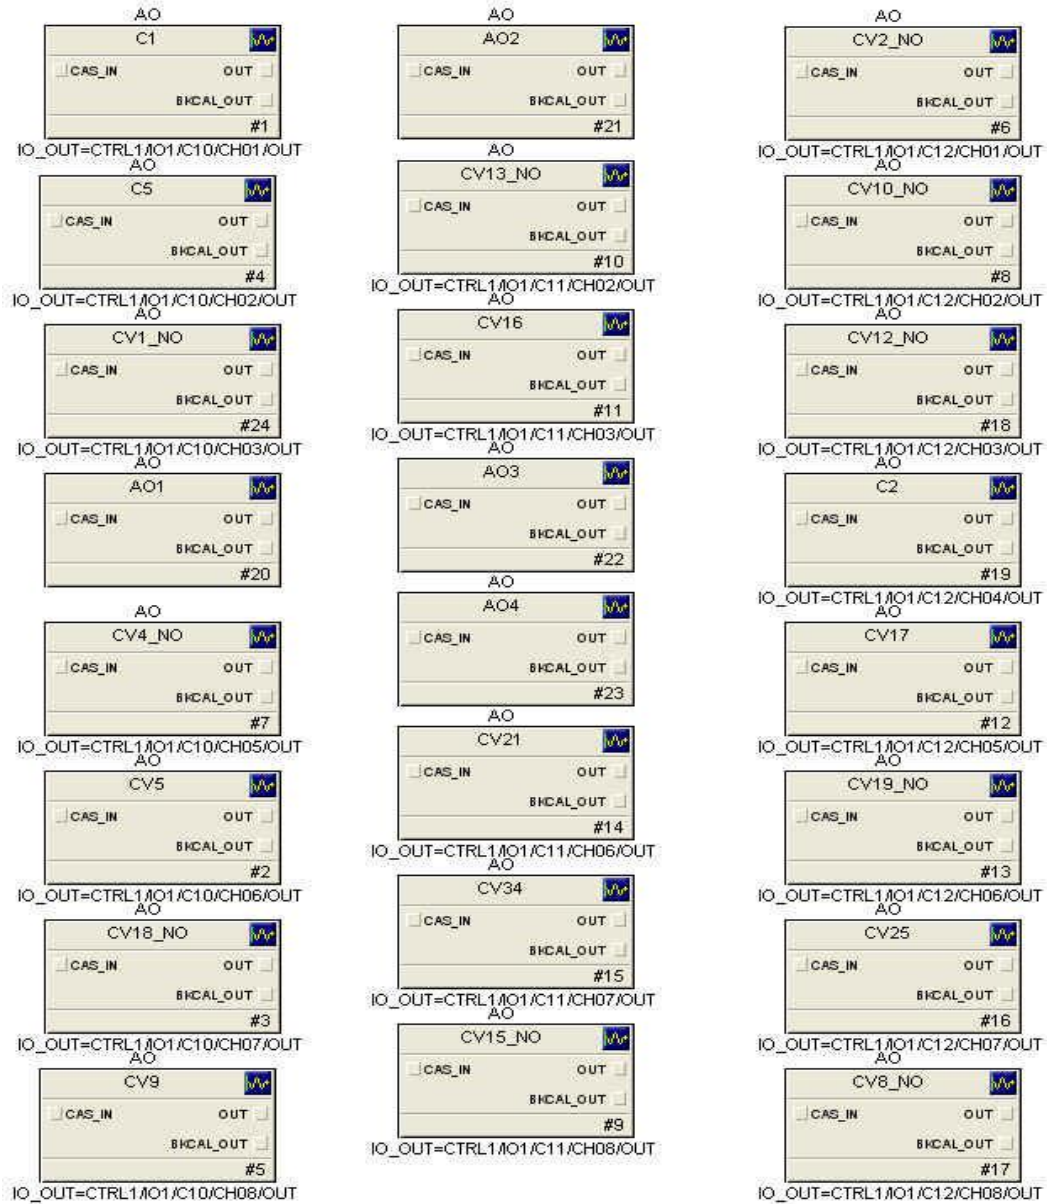 AO
C1
CAS_IN OUT
BKCAL_OUT
#1
IO_OUT=CTRL1/IO1/C10/CH01/OUT
AO
C5
CAS_IN OUT
BKCAL_OUT
#4
IO_OUT=CTRL1/IO1/C10/CH02/OUT
AO
CV1_NO
CAS_IN OUT
BKCAL_OUT
#24
IO_OUT=CTRL1/IO1/C10/CH03/OUT
AO
AO1
CAS_IN OUT
BKCAL_OUT
#20
AO
CV4_NO
CAS_IN OUT
BKCAL_OUT
#7
IO_OUT=CTRL1/IO1/C10/CH05/OUT
AO
CV5
CAS_IN OUT
BKCAL_OUT
#2
IO_OUT=CTRL1/IO1/C10/CH06/OUT
AO
CV18_NO
CAS_IN OUT
BKCAL_OUT
#3
IO_OUT=CTRL1/IO1/C10/CH07/OUT
AO
CV9
CAS_IN OUT
BKCAL_OUT
#5
IO_OUT=CTRL1/IO1/C10/CH08/OUT
AO
AO2
CAS_IN OUT
BKCAL_OUT
#21
AO
CV13_NO
CAS_IN OUT
BKCAL_OUT
#10
IO_OUT=CTRL1/IO1/C11/CH02/OUT
AO
CV16
CAS_IN OUT
BKCAL_OUT
#11
IO_OUT=CTRL1/IO1/C11/CH03/OUT
AO
AO3
CAS_IN OUT
BKCAL_OUT
#22
AO
AO4
CAS_IN OUT
BKCAL_OUT
#23
AO
CV21
CAS_IN OUT
BKCAL_OUT
#14
IO_OUT=CTRL1/IO1/C11/CH06/OUT
AO
CV34
CAS_IN OUT
BKCAL_OUT
#15
IO_OUT=CTRL1/IO1/C11/CH07/OUT
AO
CV15_NO
CAS_IN OUT
BKCAL_OUT
#9
IO_OUT=CTRL1/IO1/C11/CH08/OUT
AO
CV2_NO
CAS_IN OUT
BKCAL_OUT
#6
IO_OUT=CTRL1/IO1/C12/CH01/OUT
AO
CV10_NO
CAS_IN OUT
BKCAL_OUT
#8
IO_OUT=CTRL1/IO1/C12/CH02/OUT
AO
CV12_NO
CAS_IN OUT
BKCAL_OUT
#18
IO_OUT=CTRL1/IO1/C12/CH03/OUT
AO
C2
CAS_IN OUT
BKCAL_OUT
#19
IO_OUT=CTRL1/IO1/C12/CH04/OUT
AO
CV17
CAS_IN OUT
BKCAL_OUT
#12
IO_OUT=CTRL1/IO1/C12/CH05/OUT
AO
CV19_NO
CAS_IN OUT
BKCAL_OUT
#13
IO_OUT=CTRL1/IO1/C12/CH06/OUT
AO
CV25
CAS_IN OUT
BKCAL_OUT
#16
IO_OUT=CTRL1/IO1/C12/CH07/OUT
AO
CV8_NO
CAS_IN OUT
BKCAL_OUT
#17
IO_OUT=CTRL1/IO1/C12/CH08/OUT